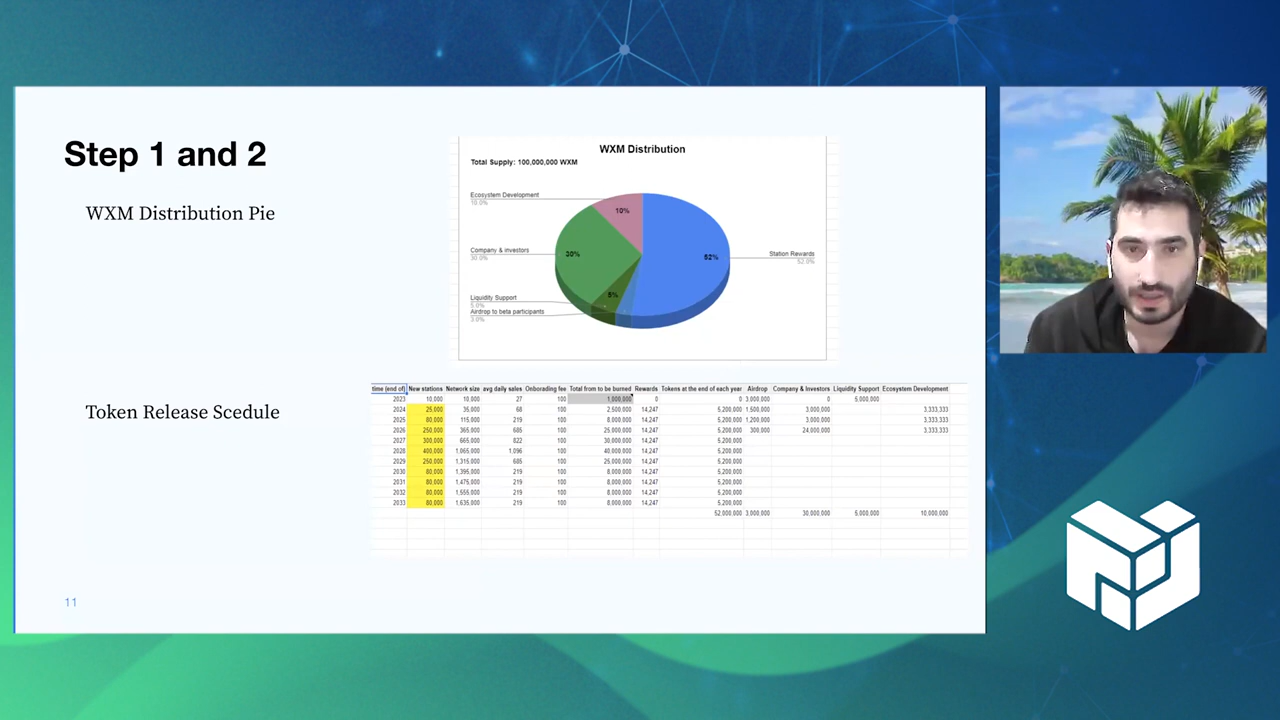 Step 1 and 2
WXM Distribution Pie
WXM Distribution
Total Supply: 100,000,000 WXM
Ecosystem Development
10.0%
10%
Company & investors
30.0%
30%
52%
Station Rewards
52.0%
Liquidity Support
5.0%
5%
Airdrop to beta participants
3.0%
Token Release Scedule
time (end of) New stations Network size avg daily sales Onborading fee Total from to be burned Rewards Tokens at the end of each year Airdrop Company & Investors Liquidity Support Ecosystem Development
2023 10,000 10,000 27 100 1,000,000 0 0 3,000,000 0 5,000,000
2024 25,000 35,000 68 100 2,500,000 14,247 5,200,000 1,500,000 3,000,000 3,333,333
2025 80,000 115,000 219 100 8,000,000 14,247 5,200,000 1,200,000 3,000,000 3,333,333
2026 250,000 365,000 685 100 25,000,000 14,247 5,200,000 300,000 24,000,000 3,333,333
2027 300,000 665,000 822 100 30,000,000 14,247 5,200,000
2028 400,000 1,065,000 1,096 100 40,000,000 14,247 5,200,000
2029 250,000 1,315,000 685 100 25,000,000 14,247 5,200,000
2030 80,000 1,395,000 219 100 8,000,000 14,247 5,200,000
2031 80,000 1,475,000 219 100 8,000,000 14,247 5,200,000
2032 80,000 1,555,000 219 100 8,000,000 14,247 5,200,000
2033 80,000 1,635,000 219 100 8,000,000 14,247 5,200,000
52,000,000 3,000,000 30,000,000 5,000,000 10,000,000
11